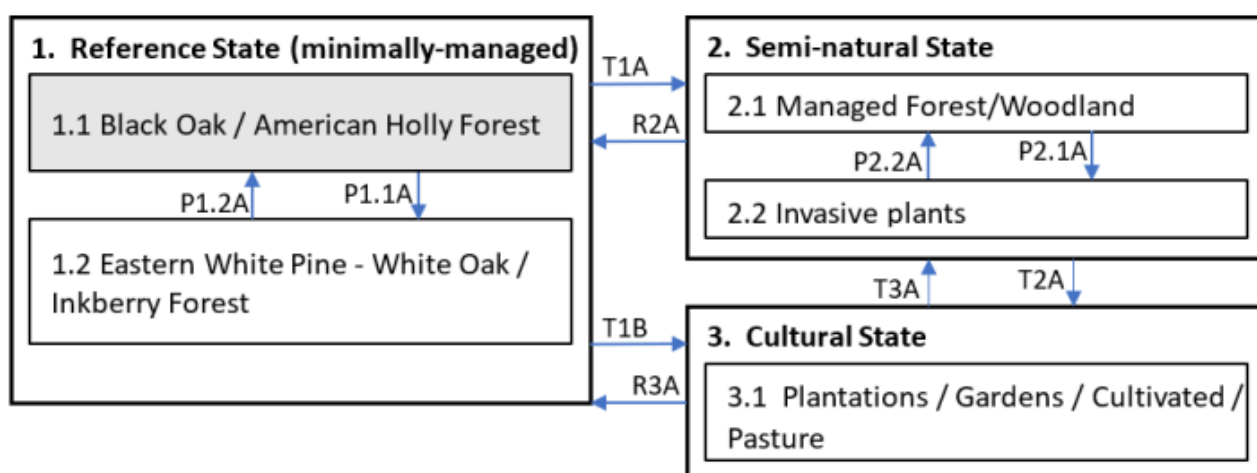 1. Reference State (minimally-managed)
1.1 Black Oak / American Holly Forest
P1.2A
P1.1A
1.2 Eastern White Pine - White Oak /
Inkberry Forest
T1A
R2A
T1B
R3A
2. Semi-natural State
2.1 Managed Forest/Woodland
P2.2A
P2.1A
2.2 Invasive plants
T3A
T2A
3. Cultural State
3.1 Plantations / Gardens / Cultivated /
Pasture